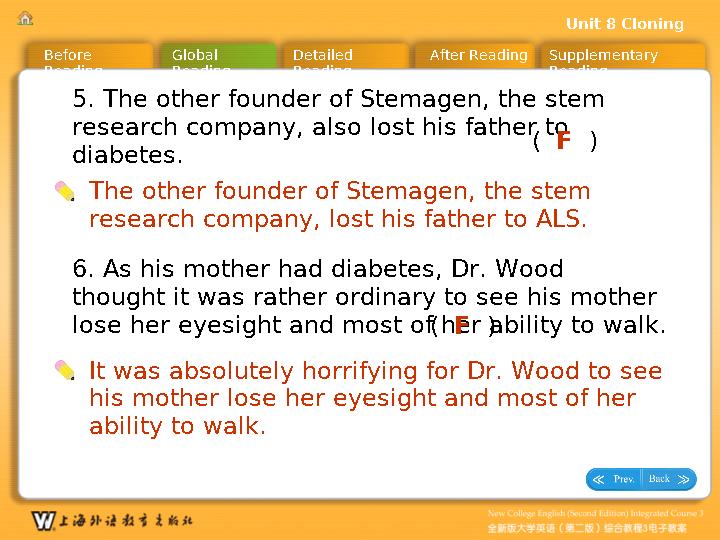 Unit 8 Cloning
Before Reading
Global Reading
Detailed Reading
After Reading
Supplementary Reading
5. The other founder of Stemagen, the stem
research company, also lost his father to
diabetes.
( F )
The other founder of Stemagen, the stem
research company, lost his father to ALS.
6. As his mother had diabetes, Dr. Wood
thought it was rather ordinary to see his mother
lose her eyesight and most of her ability to walk.
( F )
It was absolutely horrifying for Dr. Wood to see
his mother lose her eyesight and most of her
ability to walk.
Prev. Back
上海外语教育出版社
New College English (Second Edition) Integrated Course 3
全新版大学英语（第二版）综合教程3电子教案